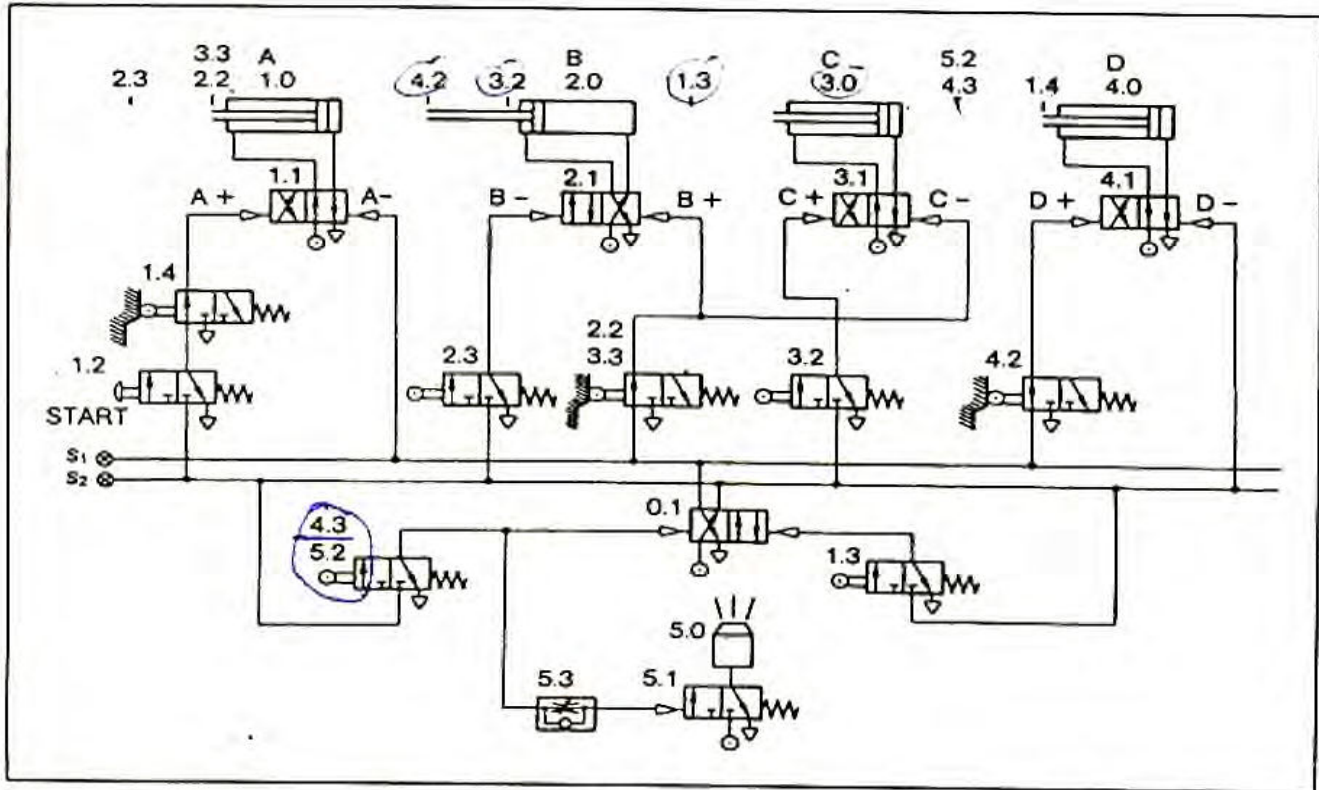 3.3 A B C - 5.2 D
2.3 2.2 1.0 4.2 3.2 2.0 1.3 3.0 4.3 1.4 4.0
1.1 2.1 3.1 4.1
A + A - B - B + C + C - D + D -
1.4
2.2
1.2 2.3 3.3 3.2 4.2
START
S1
S2
4.3 0.1
5.2 1.3
5.0
5.3 5.1